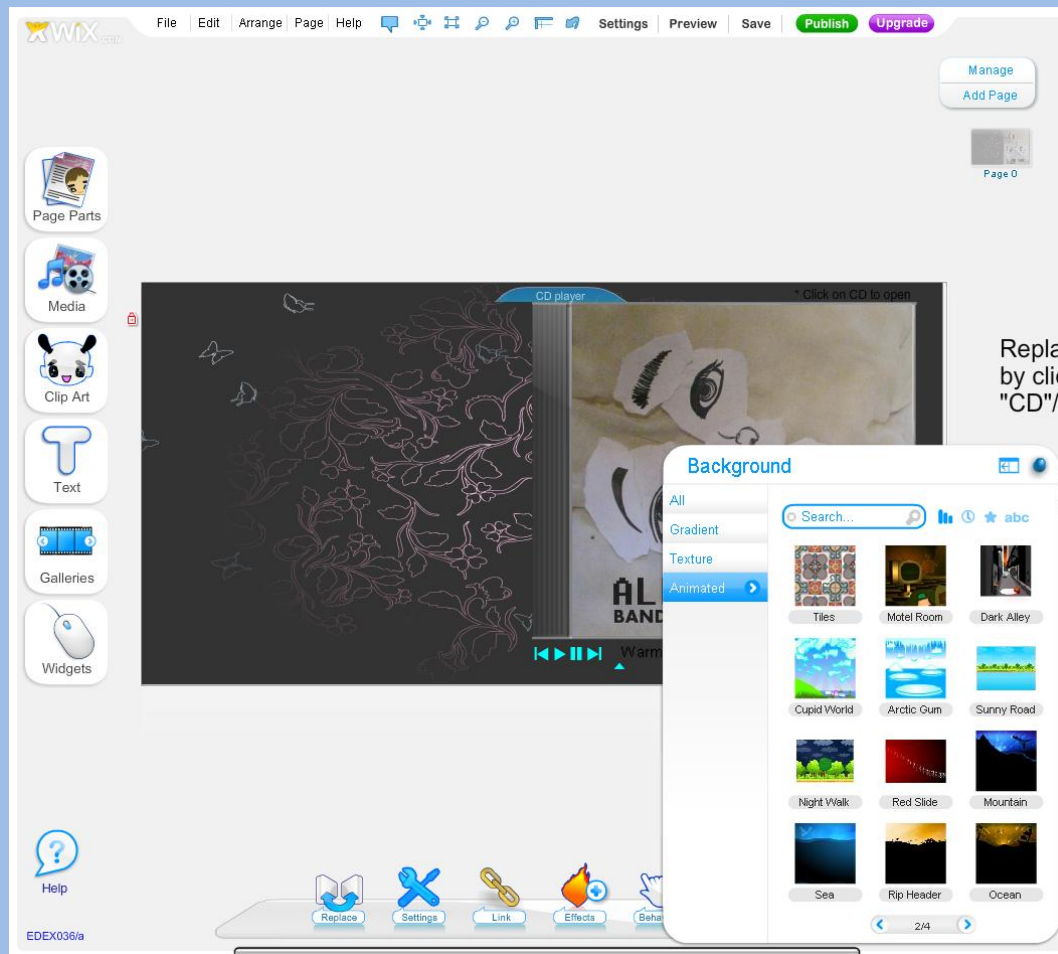 WiX.com
File Edit Arrange Page Help Settings Preview Save Publish Upgrade
Manage
Add Page
Page 0
Page Parts
Media
Clip Art
Text
Galleries
Widgets
Help
EDEX036/a
CD player
* Click on CD to open
AL
BAND
Warm
Repla
by cli
"CD"/
Background
All
Gradient
Texture
Animated
Search...
abc
Tiles Motel Room Dark Alley
Cupid World Arctic Gum Sunny Road
Night Walk Red Slide Mountain
Sea Rip Header Ocean
2/4
Replace Settings Link Effects Beha